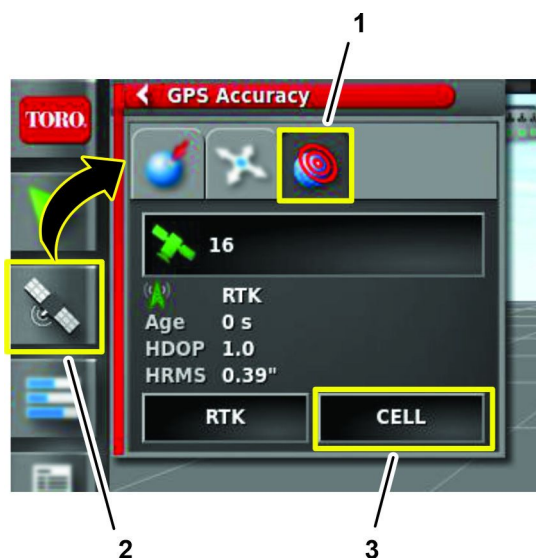 1
GPS Accuracy
TORO.
16
RTK
Age 0 s
HDOP 1.0
HRMS 0.39"
RTK CELL
2 3